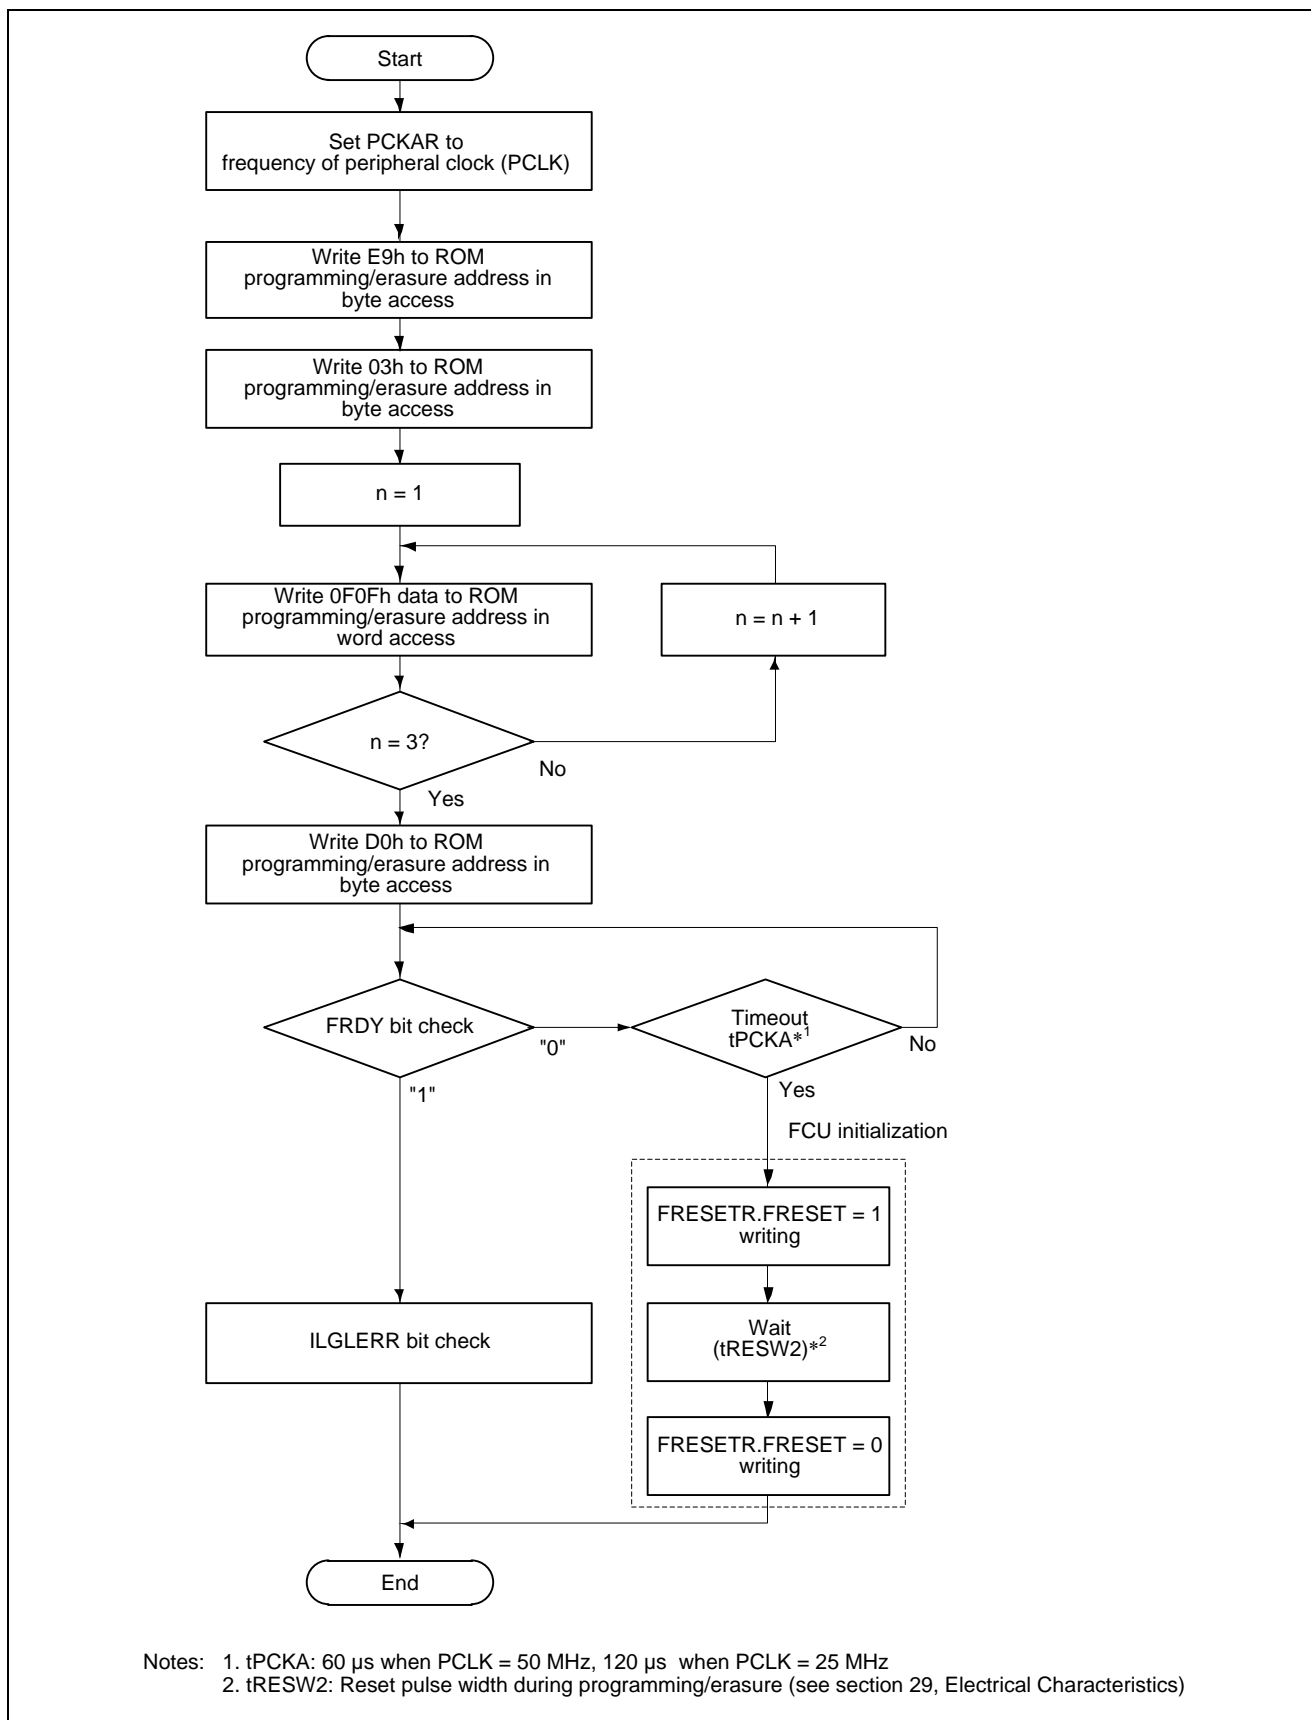 Start
Set PCKAR to
frequency of peripheral clock (PCLK)
Write E9h to ROM
programming/erasure address in
byte access
Write 03h to ROM
programming/erasure address in
byte access
n = 1
Write 0F0Fh data to ROM
programming/erasure address in
word access
n = n + 1
n = 3?
No
Yes
Write D0h to ROM
programming/erasure address in
byte access
FRDY bit check
"0"
"1"
Timeout
tPCKA*1
No
Yes
FCU initialization
FRESETR.FRESET = 1
writing
Wait
(tRESW2)*2
FRESETR.FRESET = 0
writing
ILGLERR bit check
End
Notes: 1. tPCKA: 60 µs when PCLK = 50 MHz, 120 µs when PCLK = 25 MHz
2. tRESW2: Reset pulse width during programming/erasure (see section 29, Electrical Characteristics)